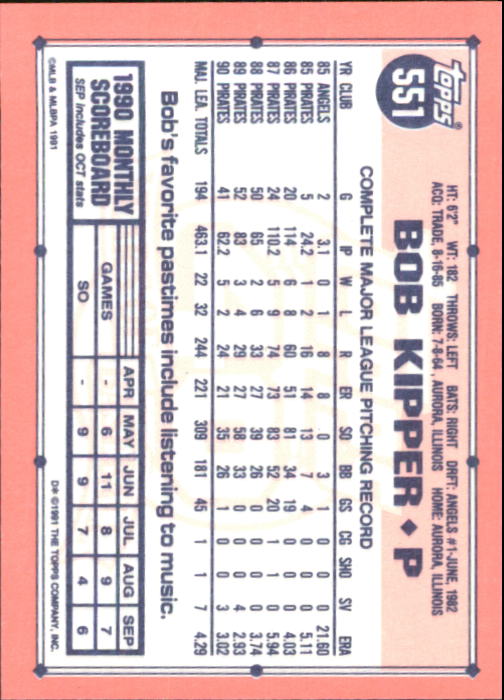 TOPPS®
551
HT: 6'2" WT: 182 THROWS: LEFT BATS: RIGHT DRFT: ANGELS #1-JUNE, 1982
ACQ: TRADE, 8-16-85 BORN: 7-8-64, AURORA, ILLINOIS HOME: AURORA, ILLINOIS
BOB KIPPER ♦ P
COMPLETE MAJOR LEAGUE PITCHING RECORD
YR CLUB G IP W L R ER SO BB GS CG SHO SV ERA
85 ANGELS 2 3.1 0 1 8 8 0 3 1 0 0 0 21.60
85 PIRATES 5 24.2 1 2 16 14 13 7 4 0 0 0 5.11
86 PIRATES 20 114 6 8 60 51 81 34 19 0 0 0 4.03
87 PIRATES 24 110.2 5 9 74 73 83 52 20 1 1 0 5.94
88 PIRATES 50 65 2 6 33 27 39 26 0 0 0 0 3.74
89 PIRATES 52 83 3 4 29 27 58 33 0 0 0 4 2.93
90 PIRATES 41 62.2 5 2 24 21 35 26 1 0 0 3 3.02
MAJ. LEA. TOTALS 194 463.1 22 32 244 221 309 181 45 1 1 7 4.29
Bob's favorite pastimes include listening to music.
1990 MONTHLY
SCOREBOARD
SEP includes OCT stats
APR MAY JUN JUL AUG SEP
GAMES - 6 11 8 9 7
SO - 9 9 7 4 6
©MLB & MLBPA 1991
D* ©1991 THE TOPPS COMPANY, INC.